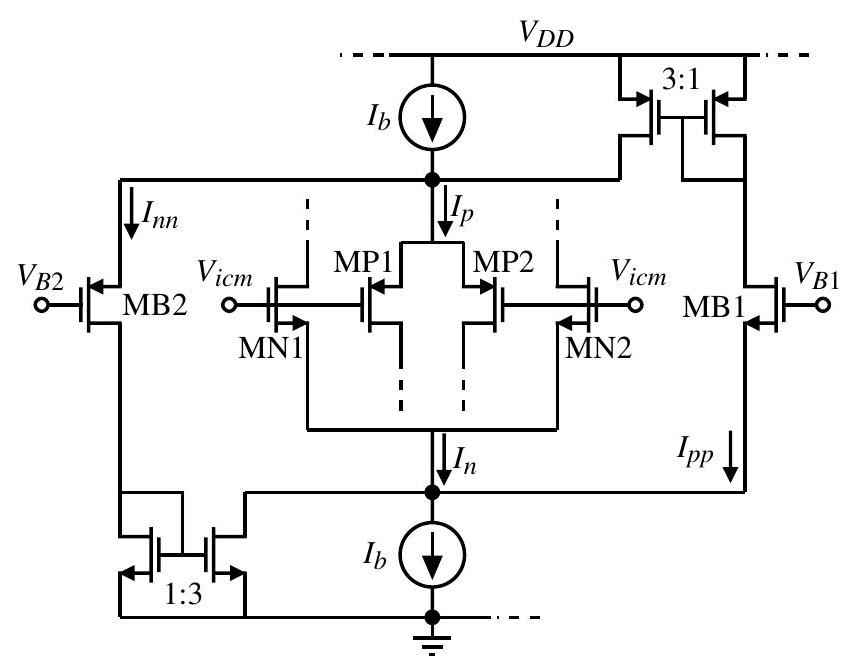 V_{DD}
3:1
I_b
I_{nn}
I_p
V_{B2}
V_{icm}
MP1
MP2
V_{icm}
V_{B1}
MB2
MB1
MN1
MN2
I_n
I_{pp}
I_b
1:3